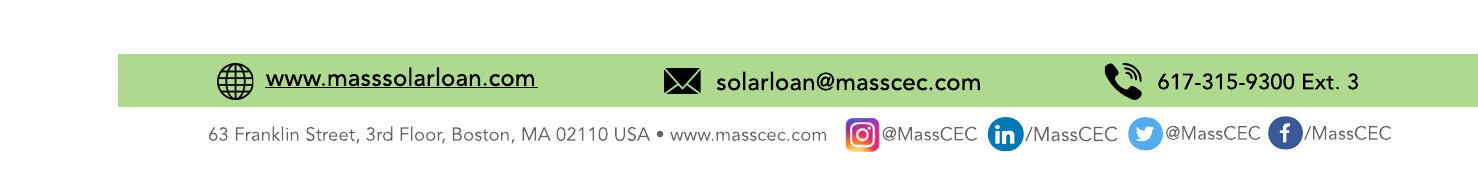 www.masssolarloan.com solarloan@masscec.com 617-315-9300 Ext. 3
63 Franklin Street, 3rd Floor, Boston, MA 02110 USA • www.masscec.com @MassCEC /MassCEC @MassCEC /MassCEC